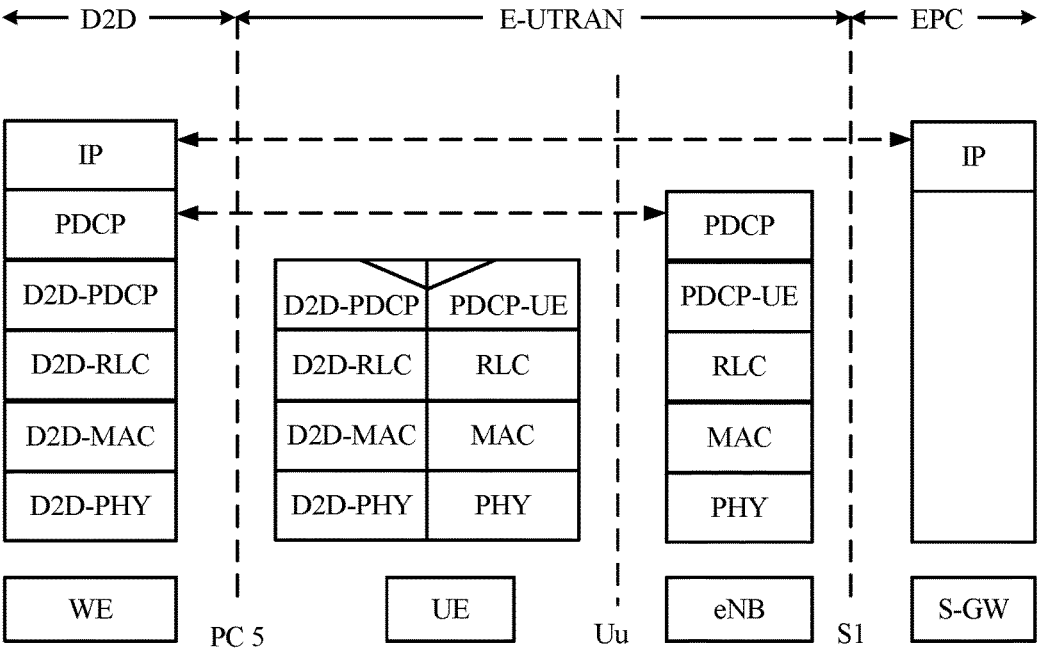 D2D E-UTRAN EPC
IP IP
PDCP PDCP
D2D-PDCP D2D-PDCP PDCP-UE PDCP-UE
D2D-RLC D2D-RLC RLC RLC
D2D-MAC D2D-MAC MAC MAC
D2D-PHY D2D-PHY PHY PHY
WE UE eNB S-GW
PC 5 Uu S1